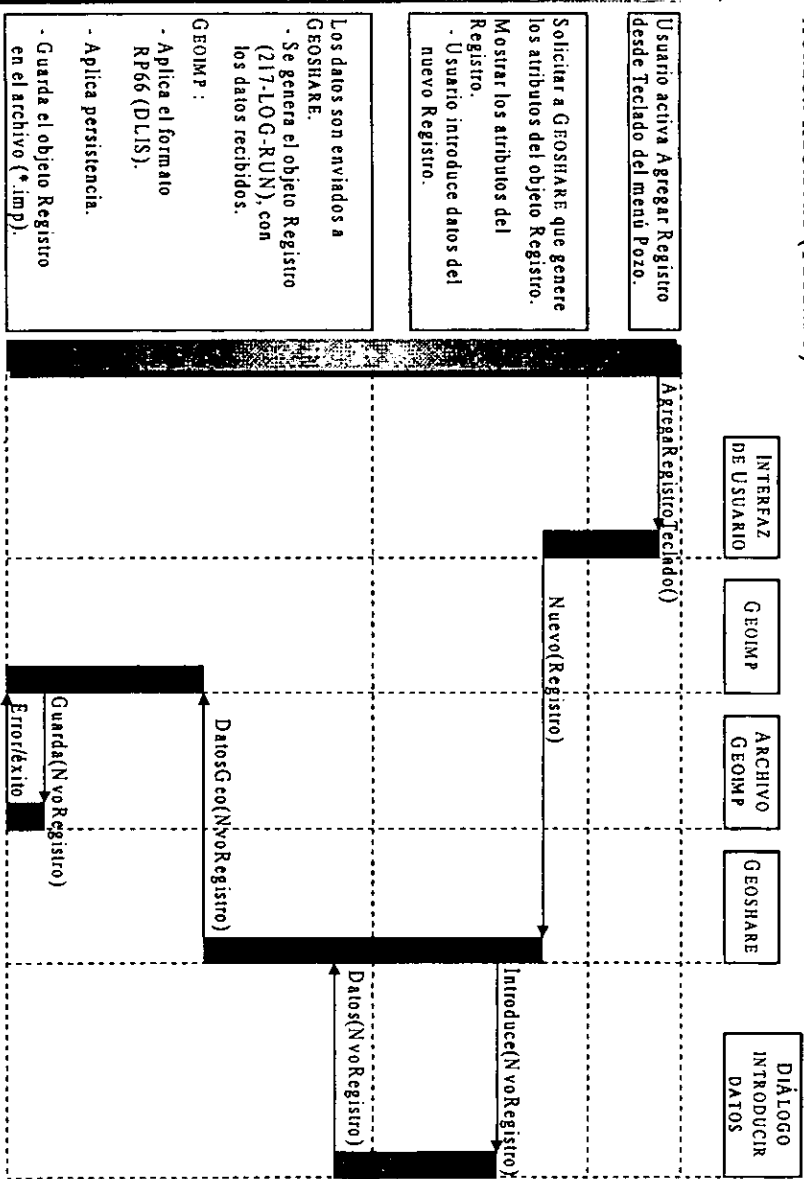 Usuario activa Agregar Registro
desde Teclado del menú Pozo.
Solicitar a GEOSHARE que genere
los atributos del objeto Registro.
Mostrar los atributos del
Registro.
- Usuario introduce datos del
nuevo Registro.
Los datos son enviados a
GEOSHARE.
- Se genera el objeto Registro
(217-LOG-RUN), con
los datos recibidos.
GEOIMP :
- Aplica el formato
RP66 (DLIS).
- Aplica persistencia.
- Guarda el objeto Registro
en el archivo (*.imp).
INTERFAZ
DE USUARIO
GEOIMP
ARCHIVO
GEOIMP
GEOSHARE
DIÁLOGO
INTRODUCIR
DATOS
AgregaRegistroTeclado()
Nuevo(Registro)
Introduce(NvoRegistro)
Datos(NvoRegistro)
DatosGeo(NvoRegistro)
Guarda(NvoRegistro)
Error/éxito